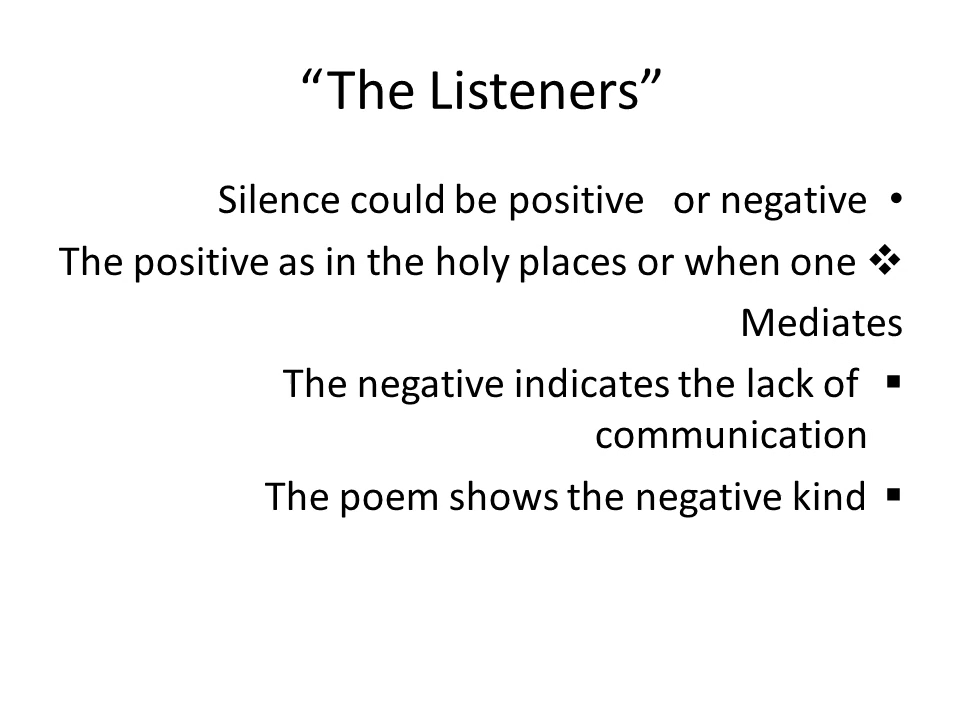 “The Listeners”
• Silence could be positive or negative
❖ The positive as in the holy places or when one
Mediates
▪ The negative indicates the lack of
communication
▪ The poem shows the negative kind